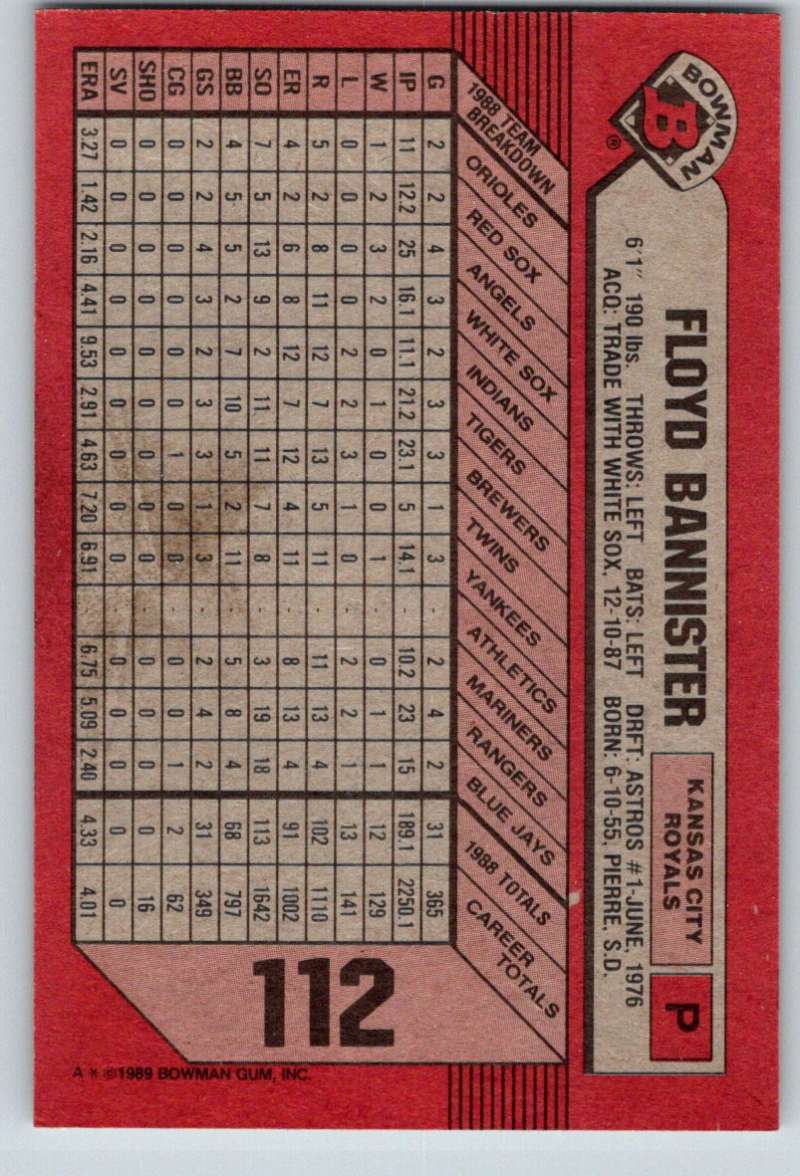 BOWMAN
B
®
FLOYD BANNISTER
KANSAS CITY
ROYALS
P
6'1" 190 lbs. THROWS: LEFT BATS: LEFT DRFT: ASTROS #1-JUNE, 1976
ACQ: TRADE WITH WHITE SOX, 12-10-87 BORN: 6-10-55, PIERRE, S.D.
1988 TEAM
BREAKDOWN
ORIOLES
RED SOX
ANGELS
WHITE SOX
INDIANS
TIGERS
BREWERS
TWINS
YANKEES
ATHLETICS
MARINERS
RANGERS
BLUE JAYS
1988 TOTALS
CAREER
TOTALS
G 2 2 4 3 2 3 3 1 3 - 2 4 2 31 365
IP 11 12.2 25 16.1 11.1 21.2 23.1 5 14.1 - 10.2 23 15 189.1 2250.1
W 1 2 3 2 0 1 0 0 1 - 0 1 1 12 129
L 0 0 0 0 2 2 3 1 0 - 2 2 1 13 141
R 5 2 8 11 12 7 13 5 11 - 11 13 4 102 1110
ER 4 2 6 8 12 7 12 4 11 - 8 13 4 91 1002
SO 7 5 13 9 2 11 11 7 8 - 3 19 18 113 1642
BB 4 5 5 2 7 10 5 2 11 - 5 8 4 68 797
GS 2 2 4 3 2 3 3 1 3 - 2 4 2 31 349
CG 0 0 0 0 0 0 1 0 0 - 0 0 1 2 62
SHO 0 0 0 0 0 0 0 0 0 - 0 0 0 0 16
SV 0 0 0 0 0 0 0 0 0 - 0 0 0 0 0
ERA 3.27 1.42 2.16 4.41 9.53 2.91 4.63 7.20 6.91 - 6.75 5.09 2.40 4.33 4.01
112
A * ©1989 BOWMAN GUM, INC.